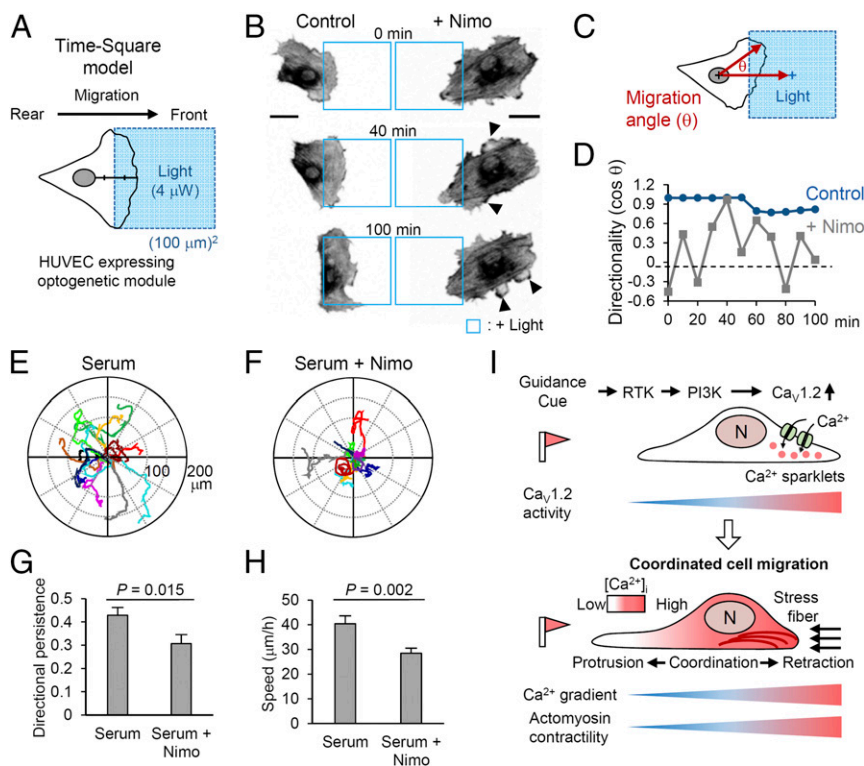 A
Time-Square
model
Migration
Rear
Front
Light
(4 μW)
(100 μm)²
HUVEC expressing
optogenetic module
B
Control
+ Nimo
0 min
40 min
100 min
: + Light
C
θ
Migration
angle (θ)
Light
D
Directionality (cos θ)
1.2
0.9
0.6
0.3
0
-0.3
-0.6
Control
+ Nimo
0 20 40 60 80 100 min
E
Serum
100
200
μm
F
Serum + Nimo
G
P = 0.015
Directional persistence
0.5
0.4
0.3
0.2
0.1
0
Serum
Serum +
Nimo
H
P = 0.002
Speed (μm/h)
50
40
30
20
10
0
Serum
Serum +
Nimo
I
Guidance
Cue
RTK
PI3K
CaV1.2
N
Ca2+
Ca2+ sparklets
CaV1.2
activity
Coordinated cell migration
[Ca2+]i
Low
High
N
Stress
fiber
Protrusion
Coordination
Retraction
Ca2+ gradient
Actomyosin
contractility